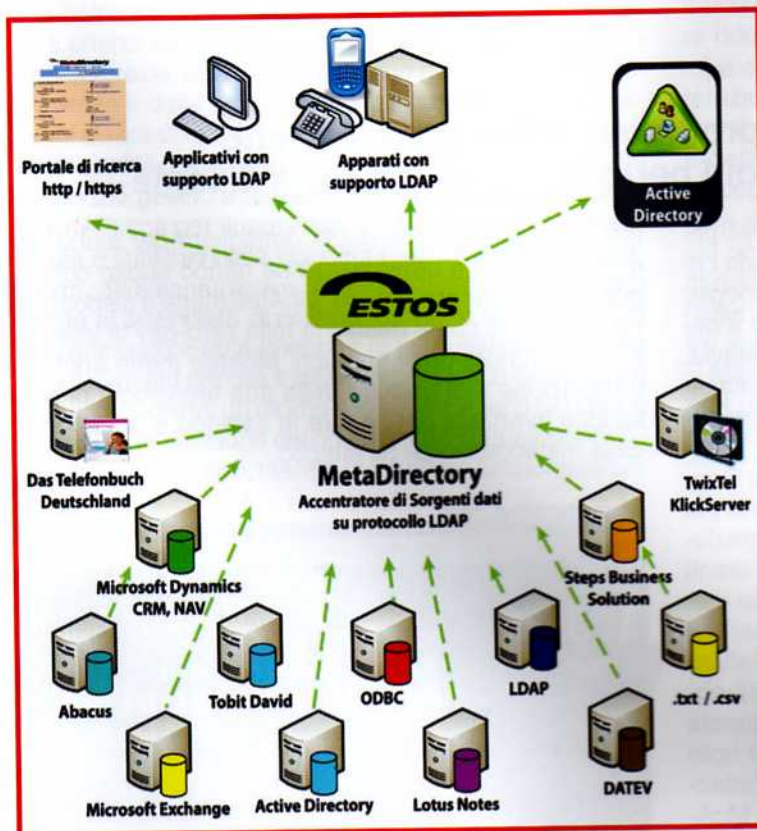 MetaDirectory
Portale di ricerca
http / https
Applicativi con
supporto LDAP
Apparati con
supporto LDAP
Active
Directory
ESTOS
Das Telefonbuch
Deutschland
MetaDirectory
Accentratore di Sorgenti dati
su protocollo LDAP
TwixTel
KlickServer
Microsoft Dynamics
CRM, NAV
Steps Business
Solution
Abacus
Tobit David
ODBC
LDAP
.txt / .csv
Microsoft Exchange
Active Directory
Lotus Notes
DATEV